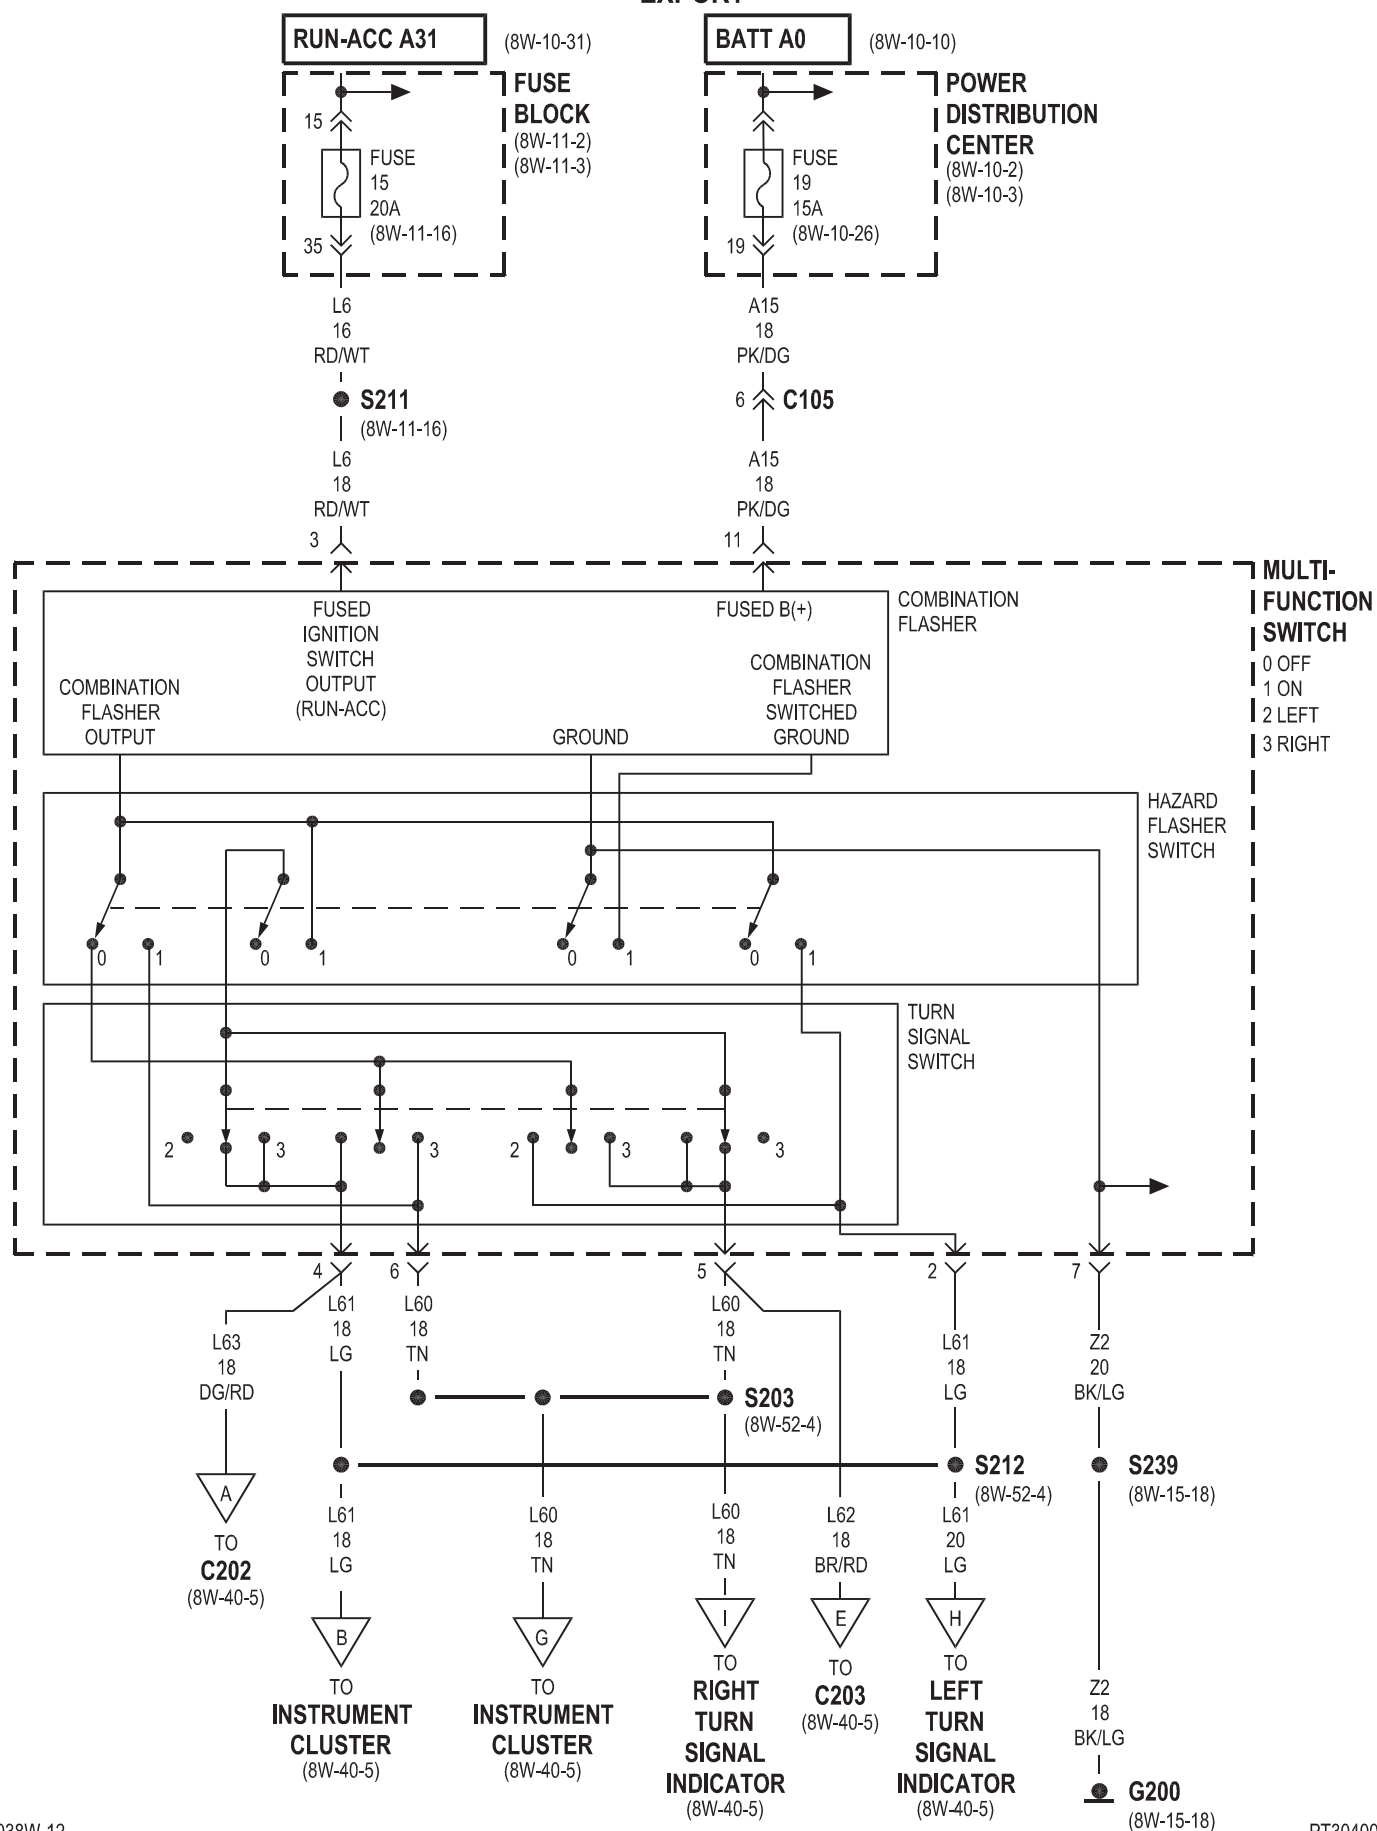 RUN-ACC A31
(8W-10-31)
BATT A0
(8W-10-10)
FUSE
BLOCK
(8W-11-2)
(8W-11-3)
15
FUSE
15
20A
(8W-11-16)
35
POWER
DISTRIBUTION
CENTER
(8W-10-2)
(8W-10-3)
FUSE
19
15A
(8W-10-26)
19
L6
16
RD/WT
S211
(8W-11-16)
L6
18
RD/WT
3
A15
18
PK/DG
6
C105
A15
18
PK/DG
11
MULTI-
FUNCTION
SWITCH
0 OFF
1 ON
2 LEFT
3 RIGHT
COMBINATION
FLASHER
FUSED
IGNITION
SWITCH
OUTPUT
(RUN-ACC)
FUSED B(+)
COMBINATION
FLASHER
OUTPUT
GROUND
COMBINATION
FLASHER
SWITCHED
GROUND
HAZARD
FLASHER
SWITCH
0 1 0 1 0 1 0 1
TURN
SIGNAL
SWITCH
2 3 3 2 3 3
4 6 5 2 7
L63
18
DG/RD
L61
18
LG
L60
18
TN
L60
18
TN
L61
18
LG
Z2
20
BK/LG
S203
(8W-52-4)
S212
(8W-52-4)
S239
(8W-15-18)
A
TO
C202
(8W-40-5)
L61
18
LG
B
TO
INSTRUMENT
CLUSTER
(8W-40-5)
L60
18
TN
G
TO
INSTRUMENT
CLUSTER
(8W-40-5)
L60
18
TN
I
TO
RIGHT
TURN
SIGNAL
INDICATOR
(8W-40-5)
L62
18
BR/RD
E
TO
C203
(8W-40-5)
L61
20
LG
H
TO
LEFT
TURN
SIGNAL
INDICATOR
(8W-40-5)
Z2
18
BK/LG
G200
(8W-15-18)